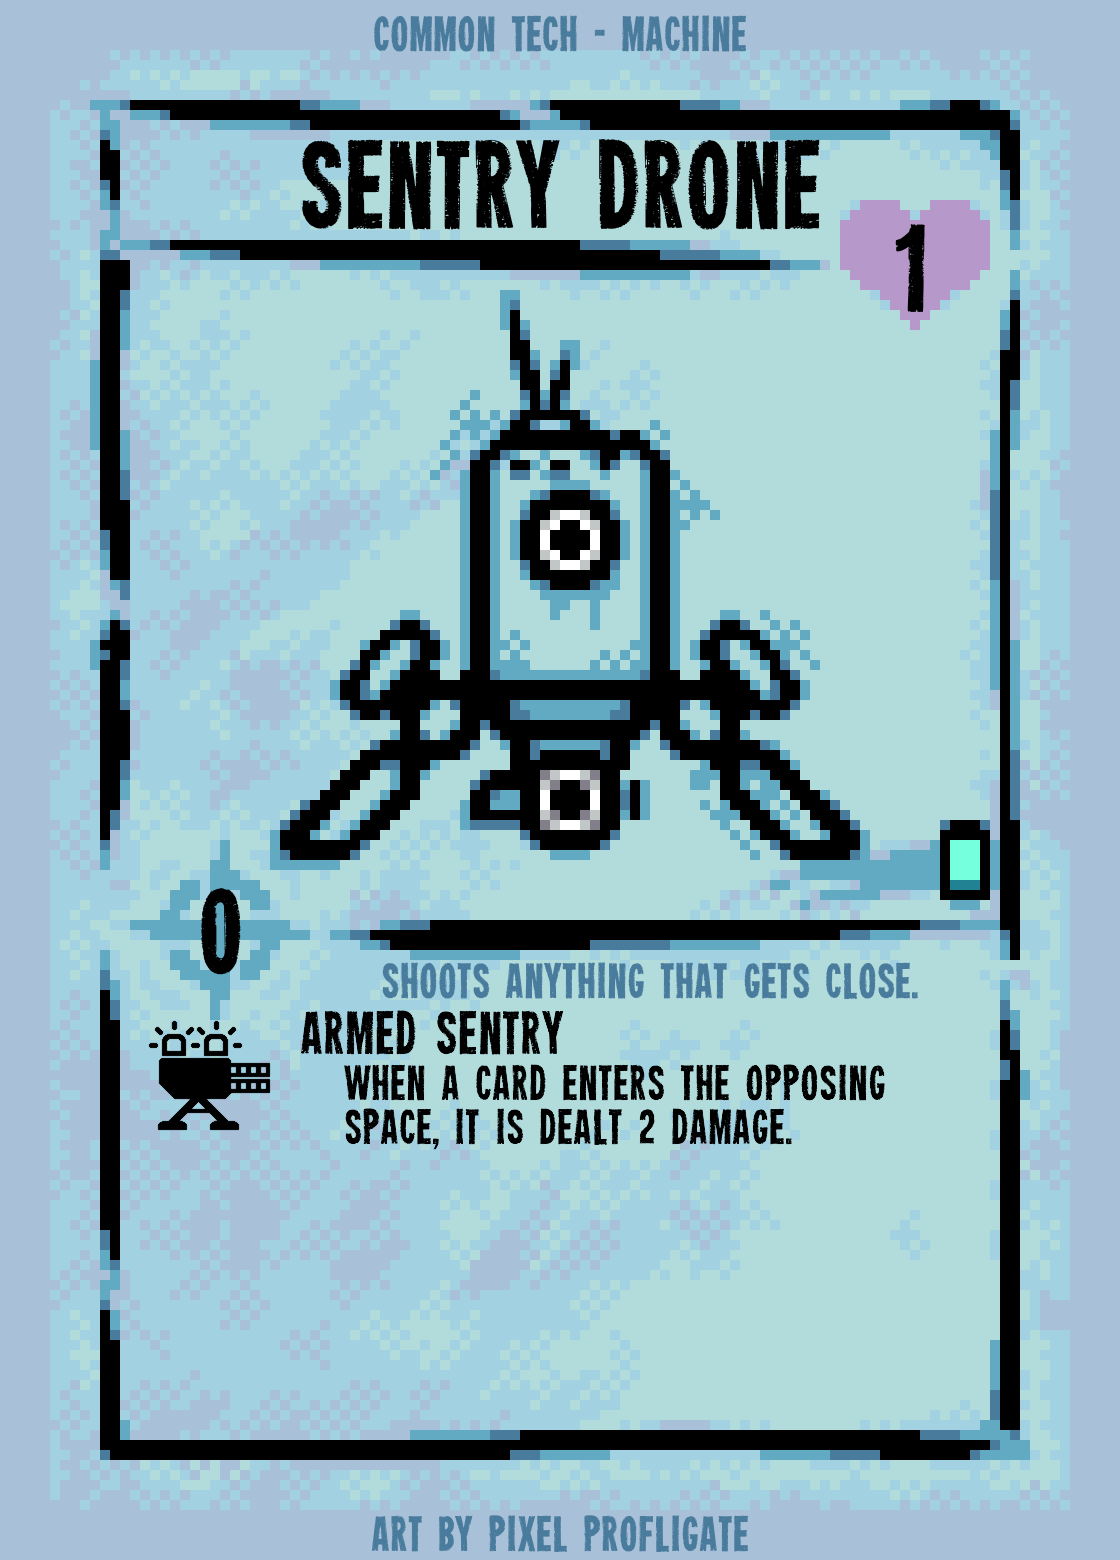 COMMON TECH - MACHINE
SENTRY DRONE
1
0
SHOOTS ANYTHING THAT GETS CLOSE.
ARMED SENTRY
WHEN A CARD ENTERS THE OPPOSING
SPACE, IT IS DEALT 2 DAMAGE.
ART BY PIXEL PROFLIGATE